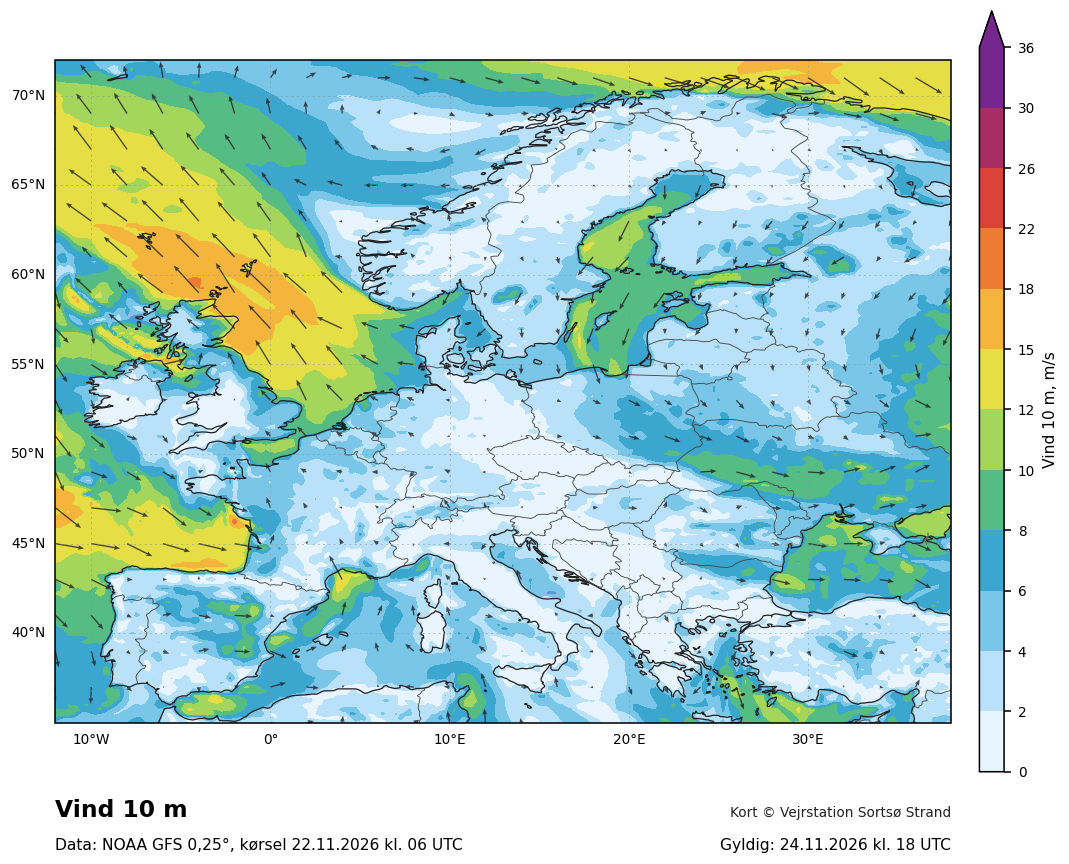 70°N
65°N
60°N
55°N
50°N
45°N
40°N
10°W
0°
10°E
20°E
30°E
36
30
26
22
18
15
12
10
8
6
4
2
0
Vind 10 m, m/s
Vind 10 m
Kort © Vejrstation Sortsø Strand
Data: NOAA GFS 0,25°, kørsel 22.11.2026 kl. 06 UTC
Gyldig: 24.11.2026 kl. 18 UTC